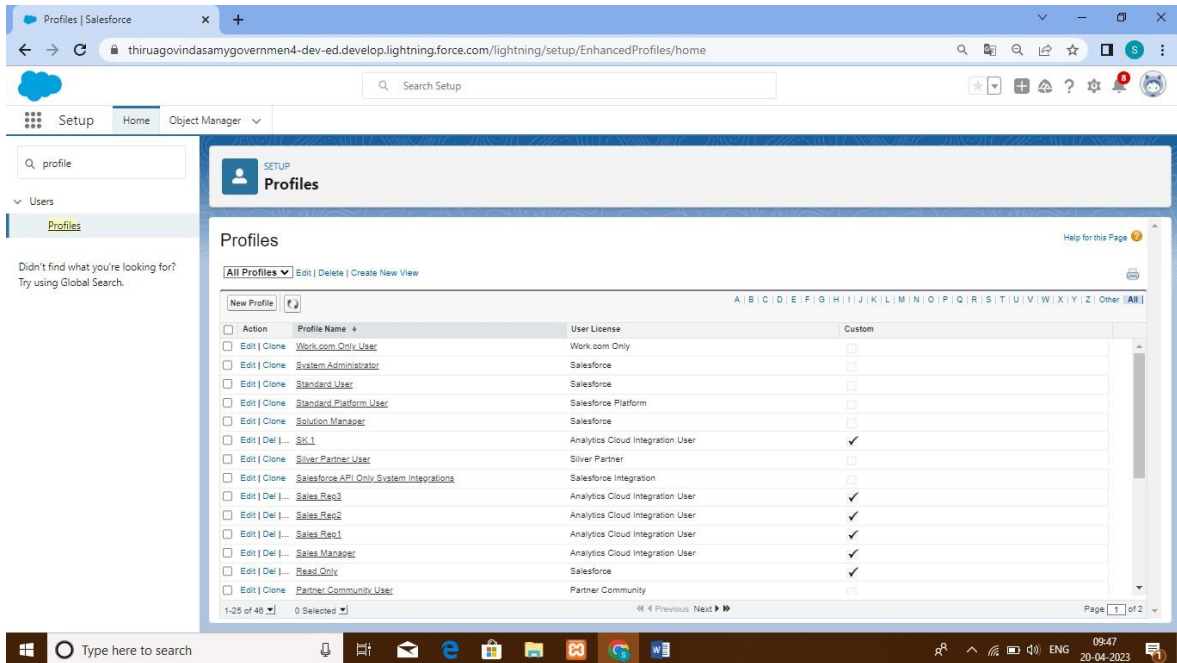 Profiles | Salesforce
thiruagovindasamygovernmen4-dev-ed.develop.lightning.force.com/lightning/setup/EnhancedProfiles/home
S
Search Setup
8
Setup Home Object Manager
profile
Users
Profiles
Didn't find what you're looking for?
Try using Global Search.
SETUP
Profiles
Profiles
Help for this Page
All Profiles Edit | Delete | Create New View
New Profile A | B | C | D | E | F | G | H | I | J | K | L | M | N | O | P | Q | R | S | T | U | V | W | X | Y | Z | Other All |
Action Profile Name User License Custom
Edit | Clone Work.com Only User Work.com Only
Edit | Clone System Administrator Salesforce
Edit | Clone Standard User Salesforce
Edit | Clone Standard Platform User Salesforce Platform
Edit | Clone Solution Manager Salesforce
Edit | Del |... SK.1 Analytics Cloud Integration User
Edit | Clone Silver Partner User Silver Partner
Edit | Clone Salesforce API Only System Integrations Salesforce Integration
Edit | Del |... Sales Rep3 Analytics Cloud Integration User
Edit | Del |... Sales Rep2 Analytics Cloud Integration User
Edit | Del |... Sales Rep1 Analytics Cloud Integration User
Edit | Del |... Sales Manager Analytics Cloud Integration User
Edit | Del |... Read Only Salesforce
Edit | Clone Partner Community User Partner Community
1-25 of 46 0 Selected Previous Next Page 1 of 2
Type here to search
ENG
09:47
20-04-2023